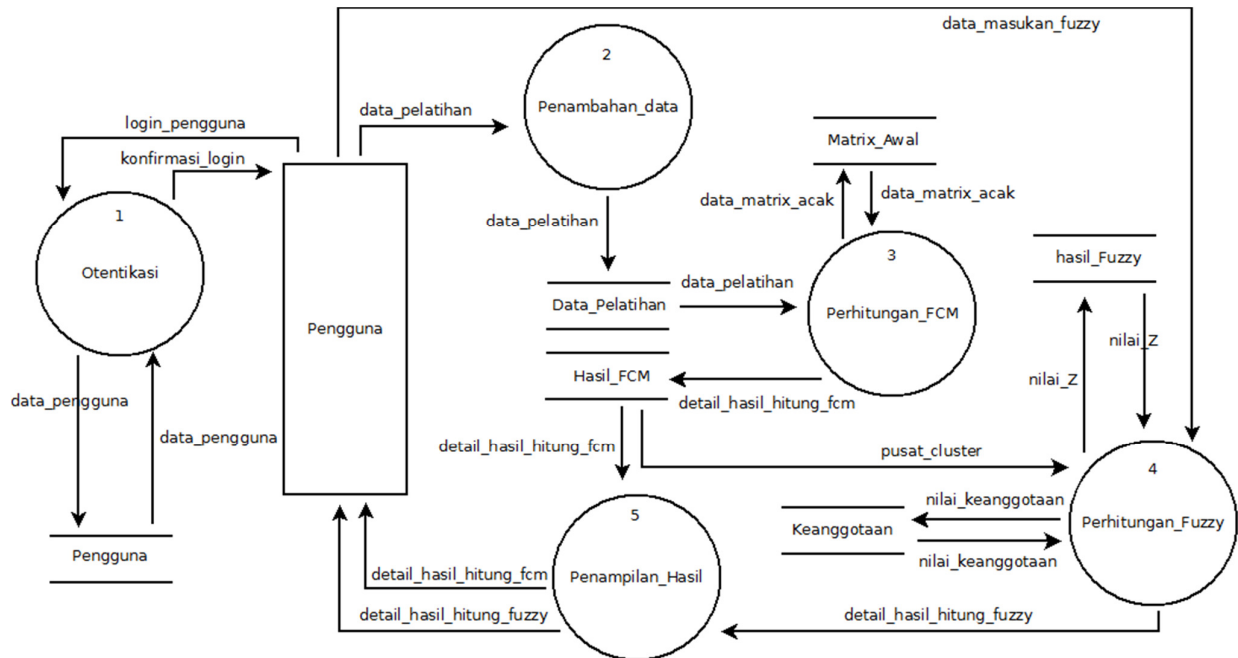 data_masukan_fuzzy
2
Penambahan_data
data_pelatihan
login_pengguna
konfirmasi_login
Matrix_Awal
data_matrix_acak
data_matrix_acak
1
Otentikasi
data_pelatihan
3
Perhitungan_FCM
hasil_Fuzzy
data_pelatihan
Data_Pelatihan
Pengguna
nilai_Z
nilai_Z
Hasil_FCM
detail_hasil_hitung_fcm
data_pengguna
data_pengguna
detail_hasil_hitung_fcm
pusat_cluster
4
Perhitungan_Fuzzy
nilai_keanggotaan
Keanggotaan
nilai_keanggotaan
5
Penampilan_Hasil
Pengguna
detail_hasil_hitung_fcm
detail_hasil_hitung_fuzzy
detail_hasil_hitung_fuzzy